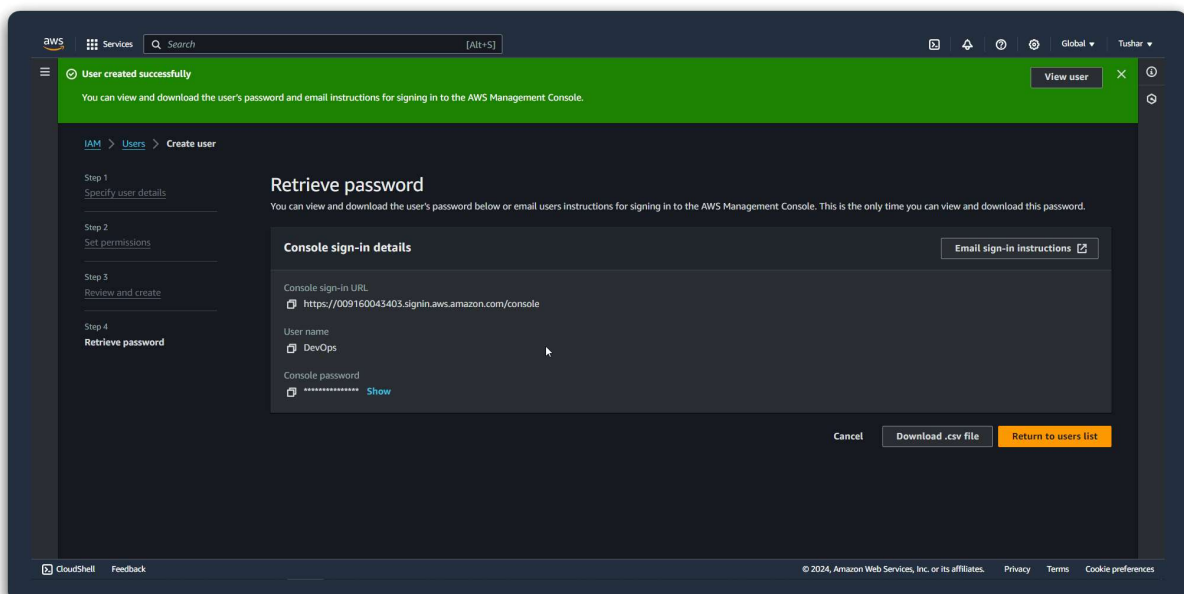 aws
Services
Search
[Alt+S]
Global
Tushar
User created successfully
View user
You can view and download the user's password and email instructions for signing in to the AWS Management Console.
IAM > Users > Create user
Step 1
Specify user details
Step 2
Set permissions
Step 3
Review and create
Step 4
Retrieve password
Retrieve password
You can view and download the user's password below or email users instructions for signing in to the AWS Management Console. This is the only time you can view and download this password.
Console sign-in details
Email sign-in instructions
Console sign-in URL
https://009160043403.signin.aws.amazon.com/console
User name
DevOps
Console password
*************** Show
Cancel
Download .csv file
Return to users list
CloudShell
Feedback
© 2024, Amazon Web Services, Inc. or its affiliates.
Privacy
Terms
Cookie preferences